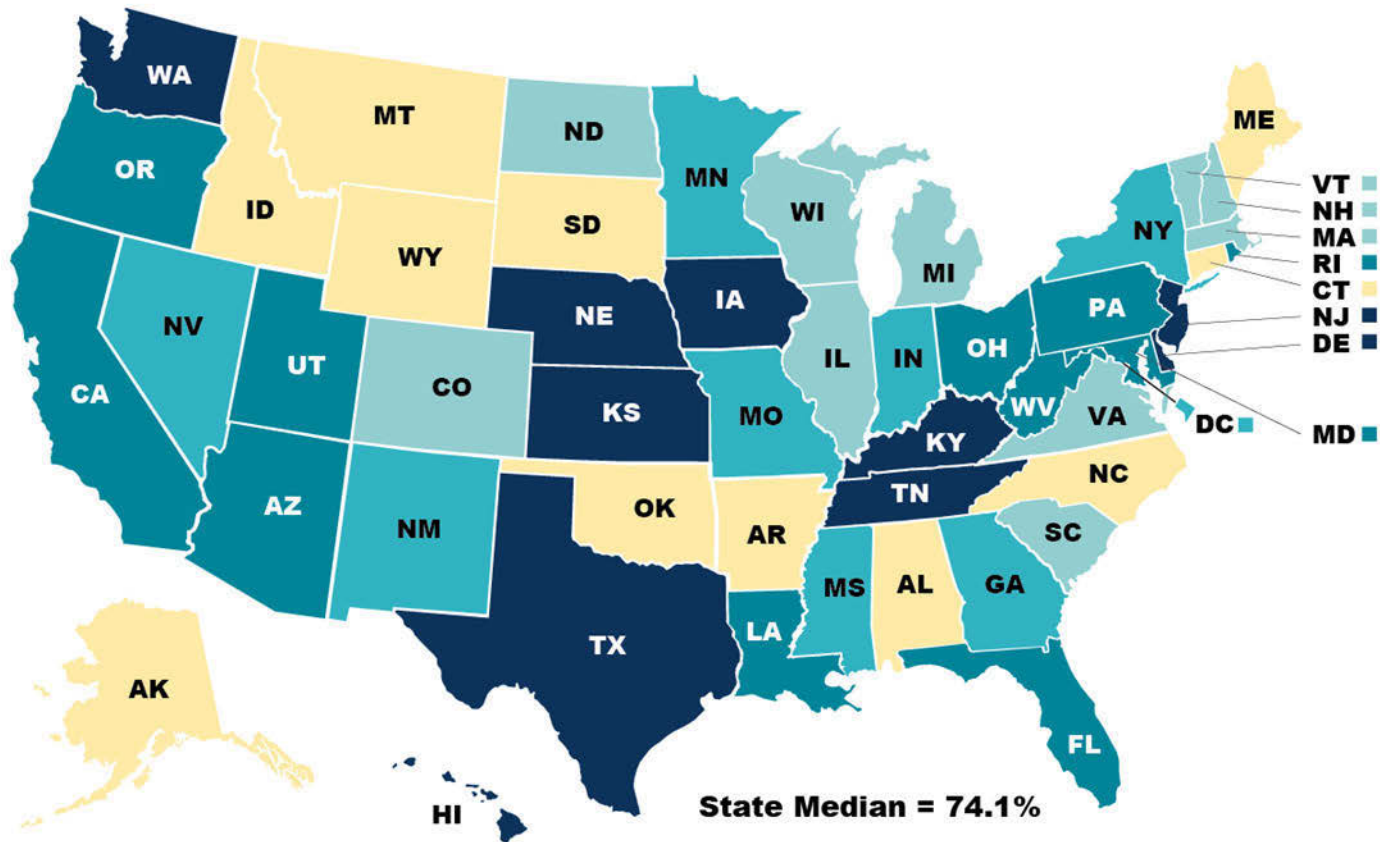 WA
MT
ND
ME
OR
MN
VT
ID
SD
WI
NH
NY
MA
WY
MI
RI
CT
NV
NE
IA
PA
NJ
UT
CO
IL
IN
OH
DE
CA
KS
MO
WV
VA
DC
MD
KY
AZ
NM
OK
AR
TN
NC
SC
TX
LA
MS
AL
GA
AK
FL
HI
State Median = 74.1%